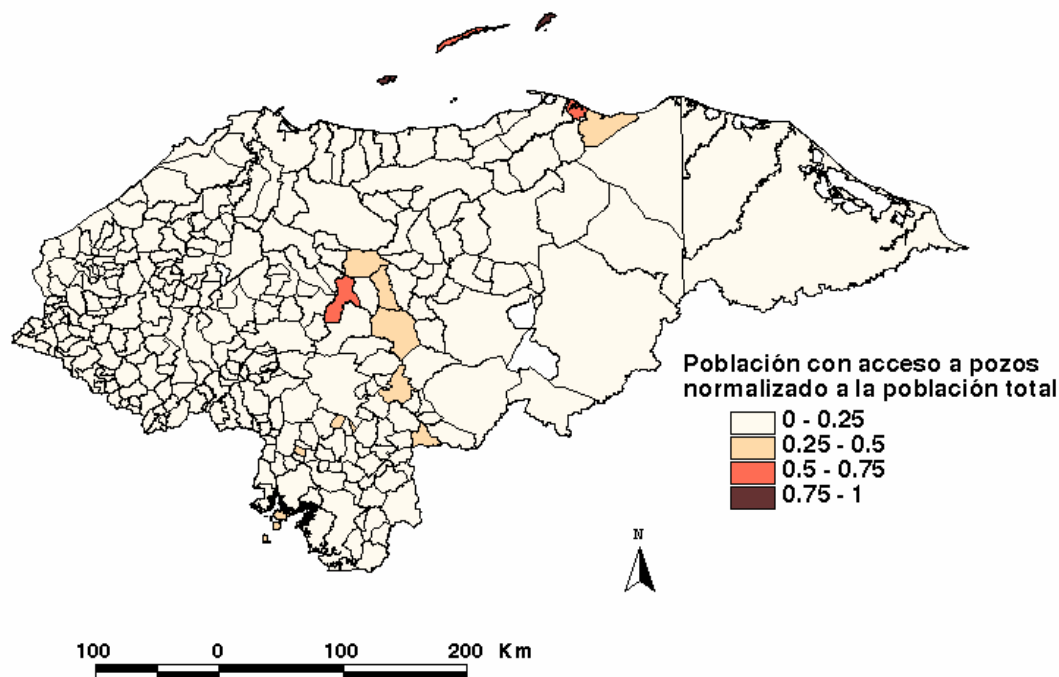 Población con acceso a pozos
normalizado a la población total
0 - 0.25
0.25 - 0.5
0.5 - 0.75
0.75 - 1
N
100 0 100 200 Km